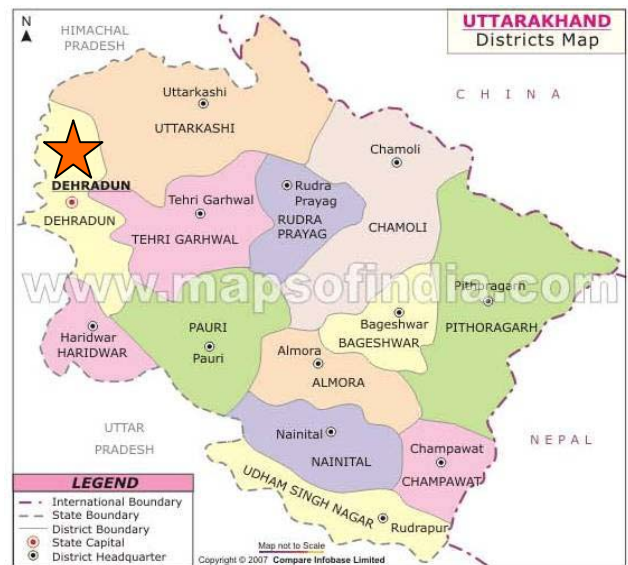 N
HIMACHAL
PRADESH
UTTARAKHAND
Districts Map
C H I N A
Uttarkashi
UTTARKASHI
Chamoli
CHAMOLI
DEHRADUN
DEHRADUN
Tehri Garhwal
TEHRI GARHWAL
Rudra
Prayag
RUDRA
PRAYAG
www.mapsofindia.com
Pithoragarh
PITHORAGARH
Haridwar
HARIDWAR
PAURI
Pauri
Bageshwar
BAGESHWAR
Almora
ALMORA
UTTAR
PRADESH
Nainital
NAINITAL
Champawat
CHAMPAWAT
NEPAL
UDHAM SINGH NAGAR
Rudrapur
LEGEND
International Boundary
State Boundary
District Boundary
State Capital
District Headquarter
Map not to Scale
Copyright © 2007 Compare Infobase Limited